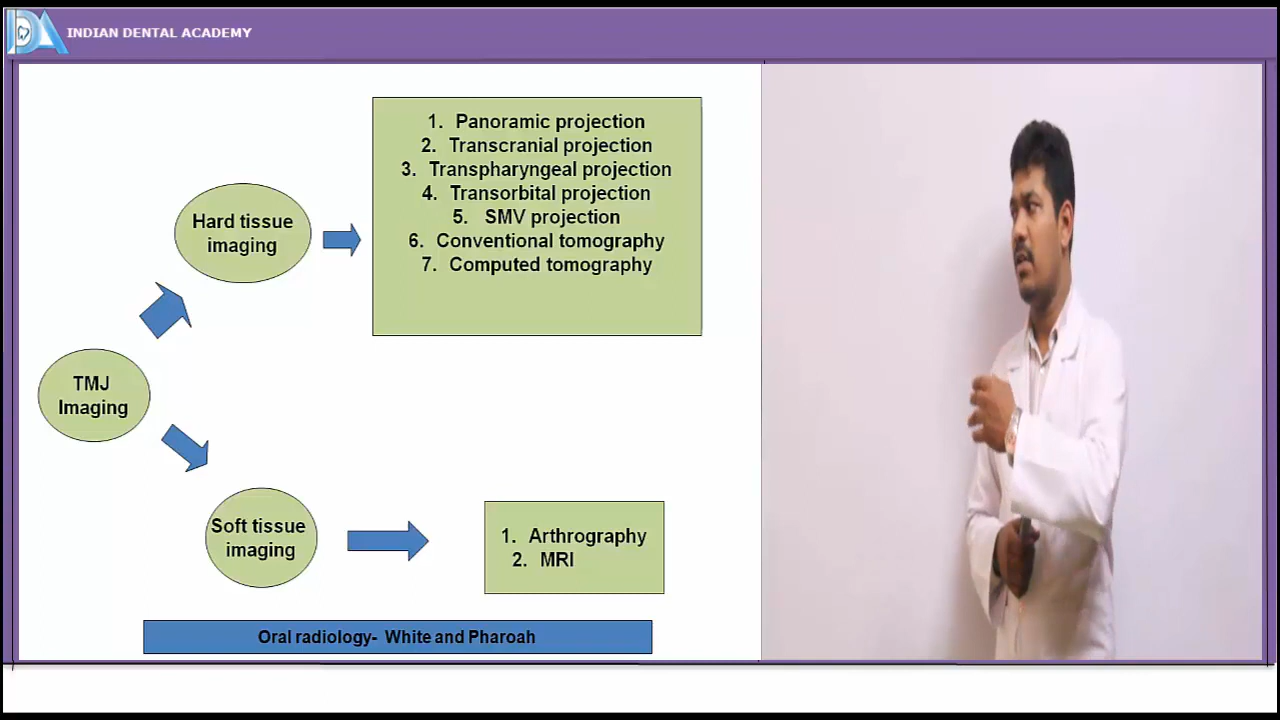 INDIAN DENTAL ACADEMY
1. Panoramic projection
2. Transcranial projection
3. Transpharyngeal projection
4. Transorbital projection
5. SMV projection
6. Conventional tomography
7. Computed tomography
Hard tissue
imaging
TMJ
Imaging
Soft tissue
imaging
1. Arthrography
2. MRI
Oral radiology- White and Pharoah